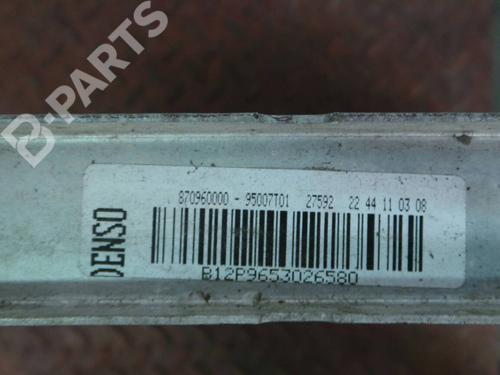 B-PARTS
870960000 - 95007T01 27592 22 44 11 03 08
DENSO
B12P9653026580